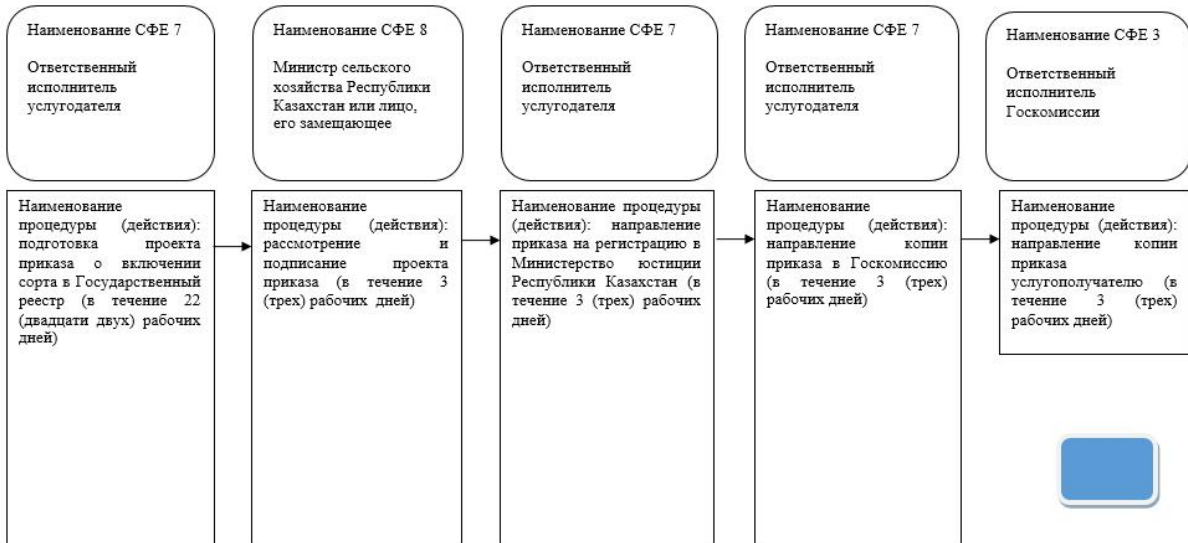 Наименование СФЕ 7
Ответственный
исполнитель
услугодателя
Наименование СФЕ 8
Министр сельского
хозяйства Республики
Казахстан или лицо,
его замещающее
Наименование СФЕ 7
Ответственный
исполнитель
услугодателя
Наименование СФЕ 7
Ответственный
исполнитель
услугодателя
Наименование СФЕ 3
Ответственный
исполнитель
Госкомиссии
Наименование
процедуры (действия):
подготовка проекта
приказа о включении
сорта в Государственный
реестр (в течение 22
(двадцати двух) рабочих
дней)
Наименование
процедуры (действия):
рассмотрение и
подписание проекта
приказа (в течение 3
(трех) рабочих дней)
Наименование процедуры
(действия): направление
приказа на регистрацию в
Министерство юстиции
Республики Казахстан (в
течение 3 (трех) рабочих
дней)
Наименование
процедуры (действия):
направление копии
приказа в Госкомиссию
(в течение 3 (трех)
рабочих дней)
Наименование
процедуры (действия):
направление копии
приказа
услугополучателю (в
течение 3 (трех)
рабочих дней)